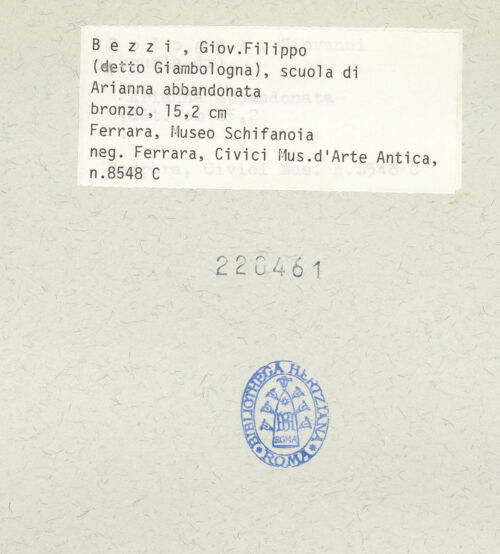 B e z z i , Giov.Filippo
(detto Giambologna), scuola di
Arianna abbandonata
bronzo, 15,2 cm
Ferrara, Museo Schifanoia
neg. Ferrara, Civici Mus.d'Arte Antica,
n.8548 C
220461
BIBLIOTHECA HERTZIANA
ROMA
* ROMA *